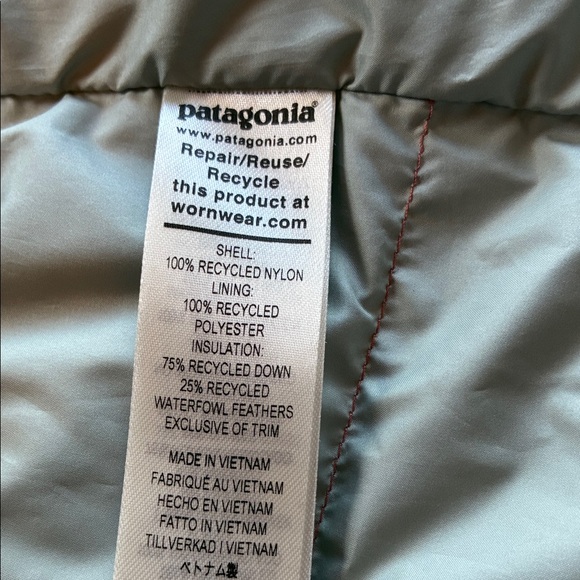 patagonia®
www.patagonia.com
Repair/Reuse/
Recycle
this product at
wornwear.com
SHELL:
100% RECYCLED NYLON
LINING:
100% RECYCLED
POLYESTER
INSULATION:
75% RECYCLED DOWN
25% RECYCLED
WATERFOWL FEATHERS
EXCLUSIVE OF TRIM
MADE IN VIETNAM
FABRIQUÉ AU VIETNAM
HECHO EN VIETNAM
FATTO IN VIETNAM
TILLVERKAD I VIETNAM
ベトナム製